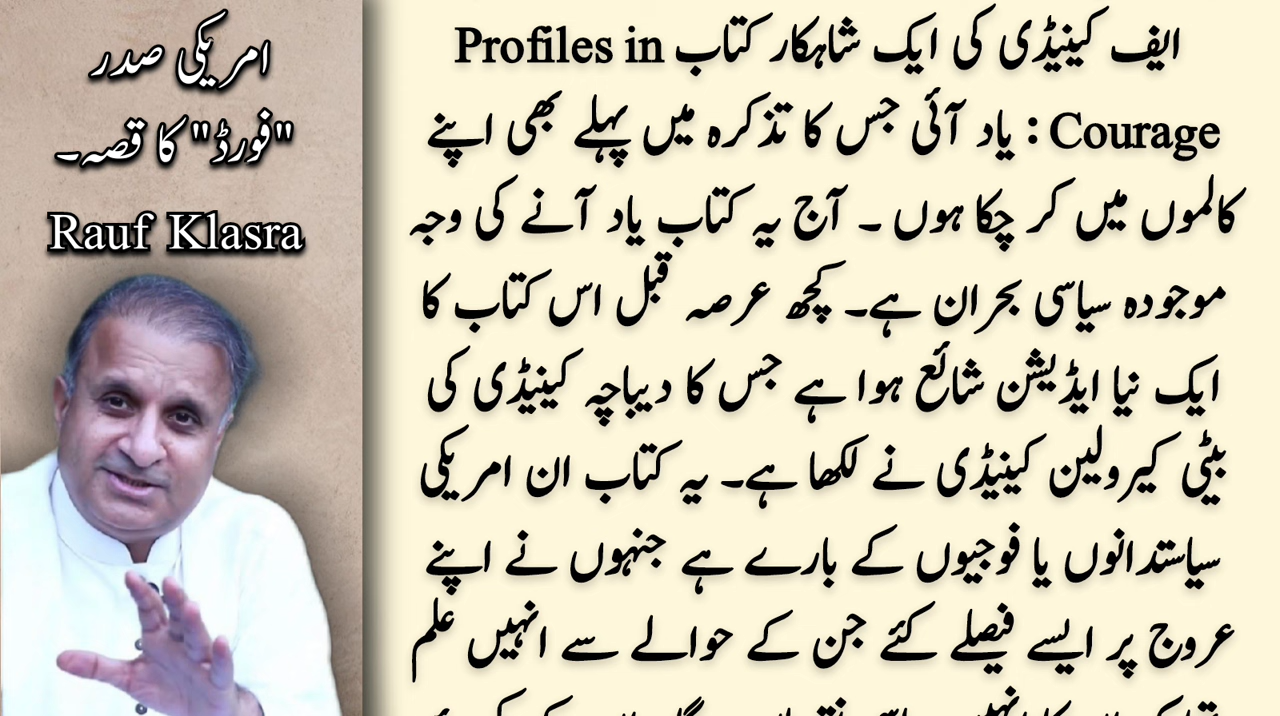 امریکی صدر
"فورڈ" کا قصہ۔
Rauf Klasra
ایف کینیڈی کی ایک شاہکار کتاب Profiles in
Courage : یاد آئی جس کا تذکرہ میں پہلے بھی اپنے
کالموں میں کر چکا ہوں ۔ آج یہ کتاب یاد آنے کی وجہ
موجودہ سیاسی بحران ہے۔ کچھ عرصہ قبل اس کتاب کا
ایک نیا ایڈیشن شائع ہوا ہے جس کا دیباچہ کینیڈی کی
بیٹی کیرولین کینیڈی نے لکھا ہے۔ یہ کتاب ان امریکی
سیاستدانوں یا فوجیوں کے بارے ہے جنہوں نے اپنے
عروج پر ایسے فیصلے کئے جن کے حوالے سے انہیں علم